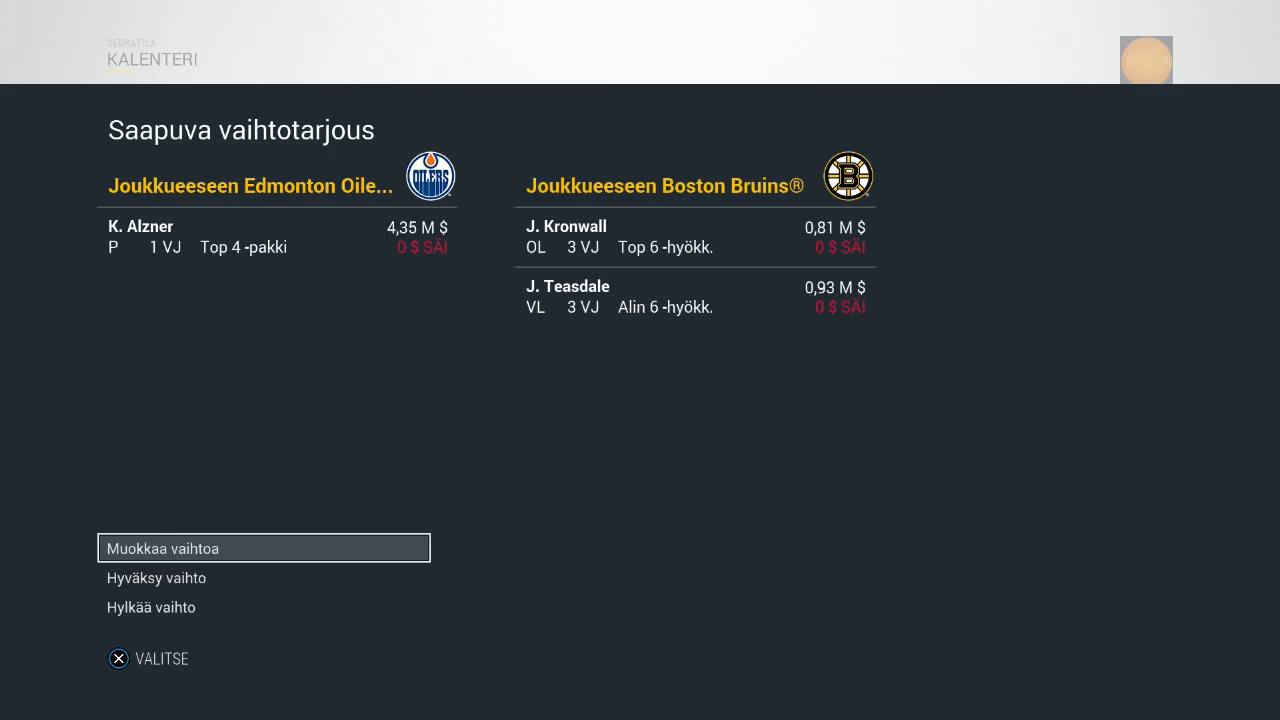 SEURATILA
KALENTERI
Saapuva vaihtotarjous
Joukkueeseen Edmonton Oile...
OILERS
K. Alzner 4,35 M $
P 1 VJ Top 4 -pakki 0 $ SÄI
Joukkueeseen Boston Bruins®
B
J. Kronwall 0,81 M $
OL 3 VJ Top 6 -hyökk. 0 $ SÄI
J. Teasdale 0,93 M $
VL 3 VJ Alin 6 -hyökk. 0 $ SÄI
Muokkaa vaihtoa
Hyväksy vaihto
Hylkää vaihto
VALITSE